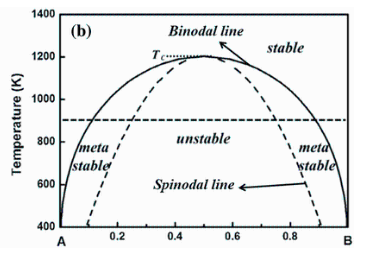 (b)
Binodal line
stable
Tc
Temperature (K)
1400
1200
1000
800
600
400
meta
stable
unstable
meta
stable
Spinodal line
A
0.2
0.4
0.6
0.8
B